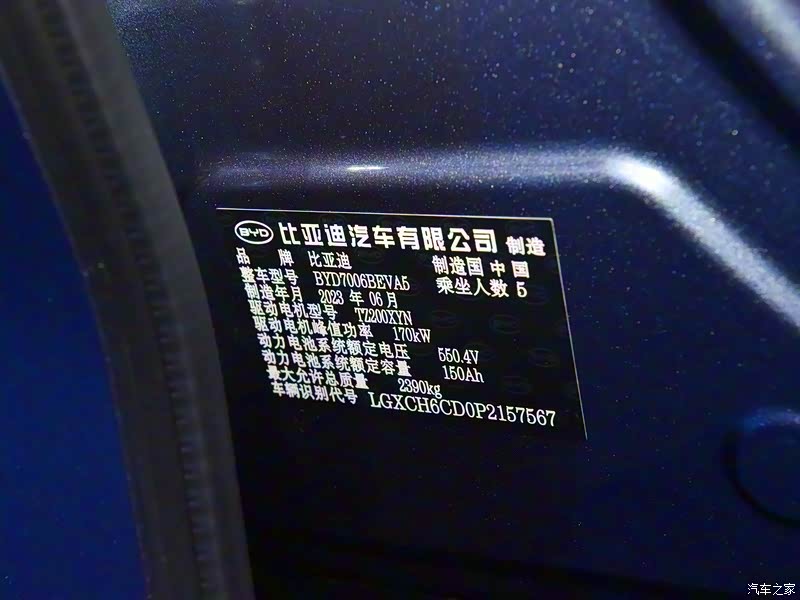 BYD 比亚迪汽车有限公司 制造
品牌 比亚迪 制造国 中国
整车型号 BYD7006BEVA5 乘坐人数 5
制造年月 2023 年 06 月
驱动电机型号 TZ200XYN
驱动电机峰值功率 170kW
动力电池系统额定电压 550.4V
动力电池系统额定容量 150Ah
最大允许总质量 2390kg
车辆识别代号 LGXCH6CD0P2157567
汽车之家